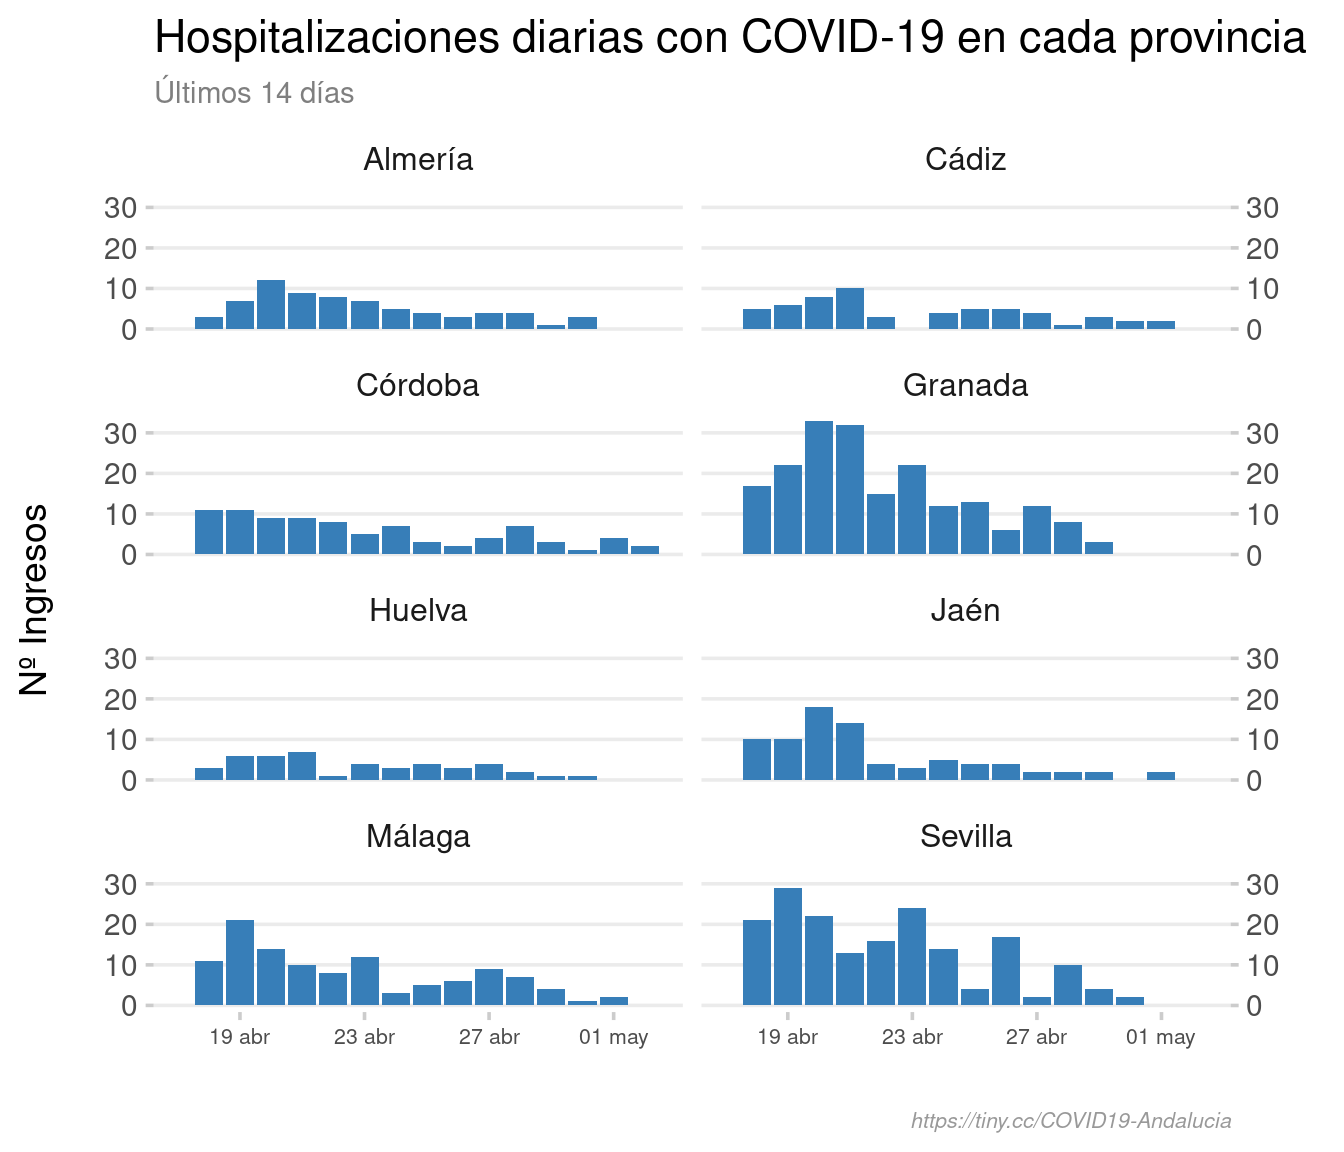 Hospitalizaciones diarias con COVID-19 en cada provincia
Últimos 14 días
Almería
Cádiz
30
20
10
0
30
20
10
0
Córdoba
Granada
30
20
10
0
30
20
10
0
Nº Ingresos
Huelva
Jaén
30
20
10
0
30
20
10
0
Málaga
Sevilla
30
20
10
0
30
20
10
0
19 abr 23 abr 27 abr 01 may
19 abr 23 abr 27 abr 01 may
https://tiny.cc/COVID19-Andalucia